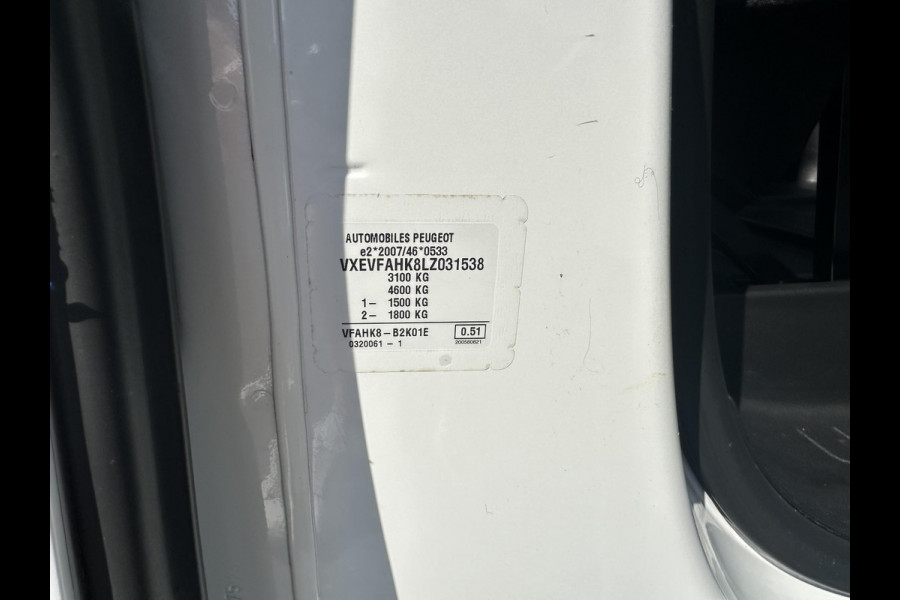 AUTOMOBILES PEUGEOT
e2*2007/46*0533
VXEVFAHK8LZ031538
3100 KG
4600 KG
1- 1500 KG
2- 1800 KG
VFAHK8-B2K01E 0.51
0320061 - 1 200560821